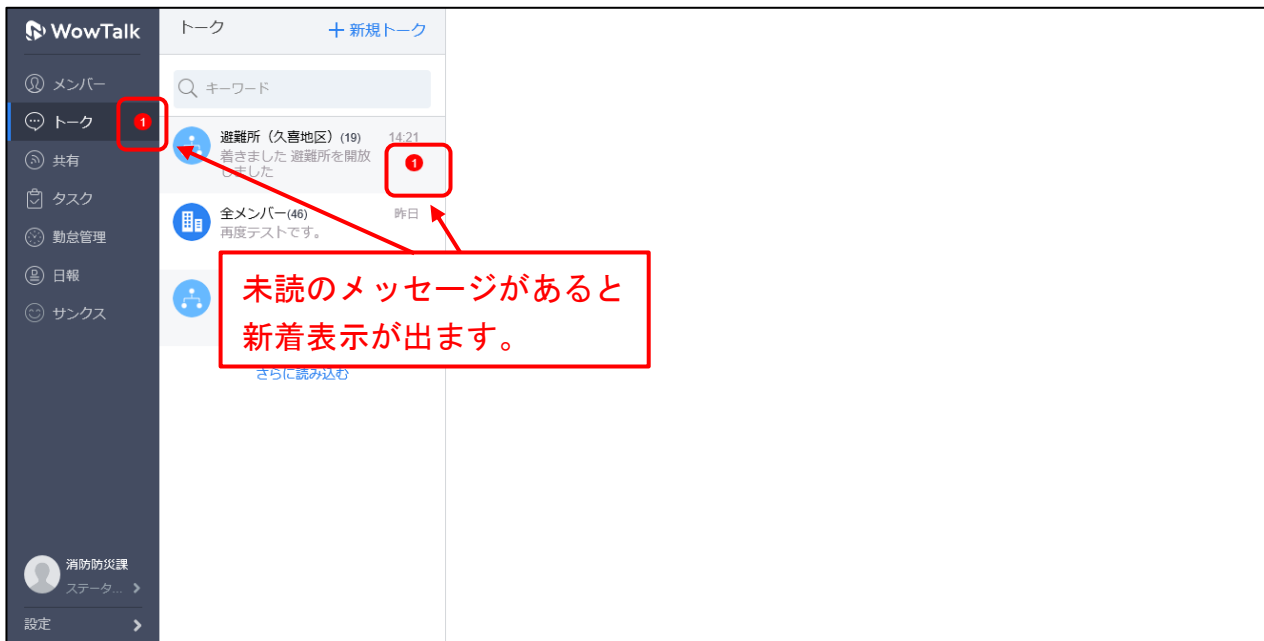 WowTalk
メンバー
トーク
1
共有
タスク
勤怠管理
日報
サンクス
消防防災課
ステータ...
設定
トーク
＋ 新規トーク
キーワード
避難所（久喜地区）(19) 14:21
着きました 避難所を開放
しました
1
全メンバー(46) 昨日
再度テストです。
未読のメッセージがあると
新着表示が出ます。
さらに読み込む